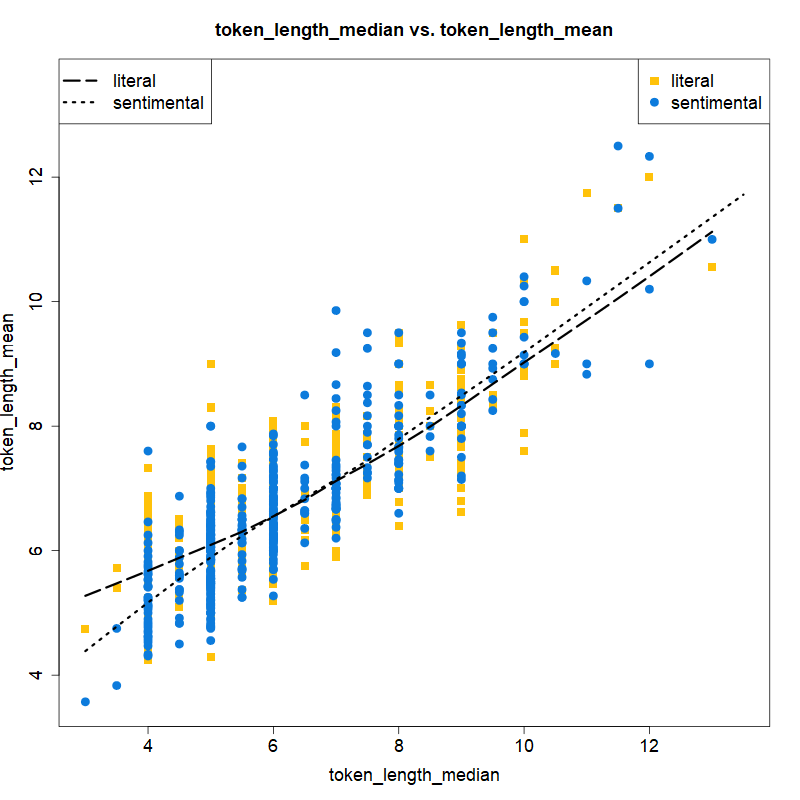 token_length_median vs. token_length_mean
literal
sentimental
literal
sentimental
token_length_mean
12
10
8
6
4
4 6 8 10 12
token_length_median